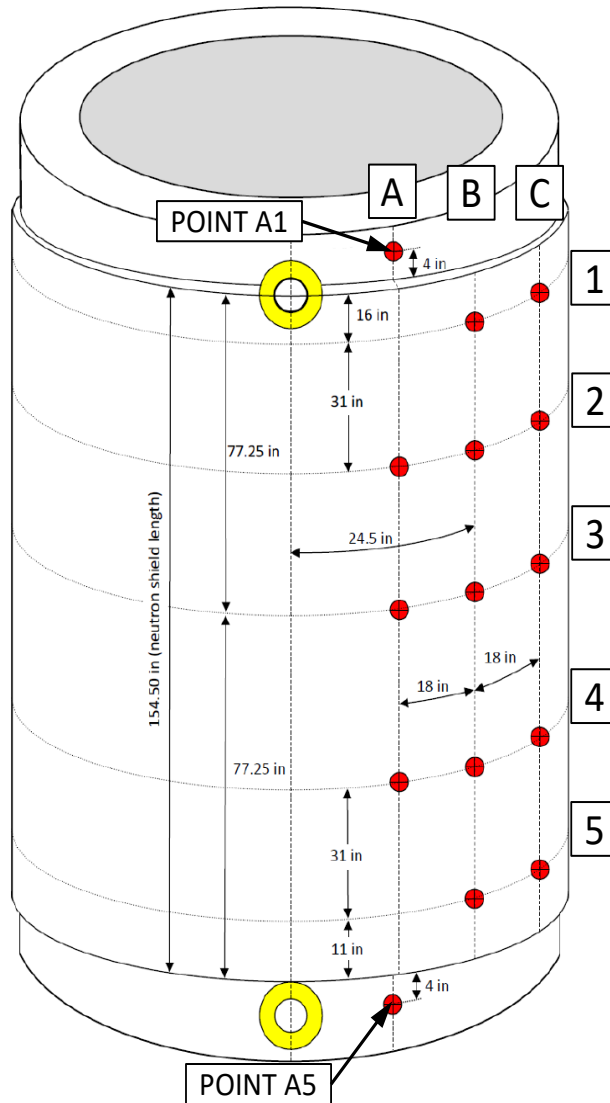 A
B
C
POINT A1
4 in
1
16 in
31 in
2
77.25 in
154.50 in (neutron shield length)
24.5 in
3
18 in
18 in
4
77.25 in
31 in
5
11 in
4 in
POINT A5